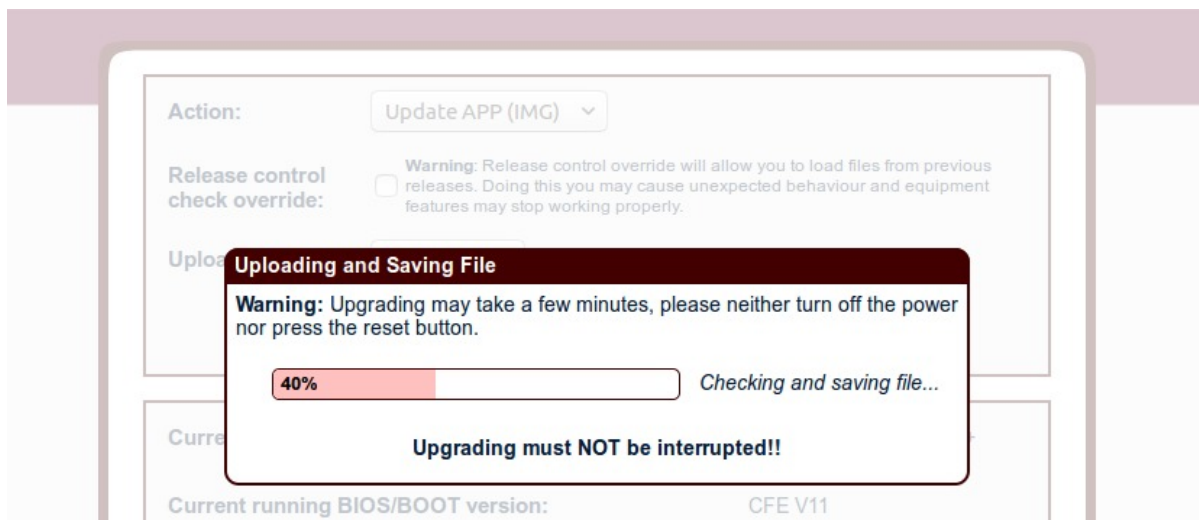 Action:
Update APP (IMG)
Release control
check override:
Warning: Release control override will allow you to load files from previous
releases. Doing this you may cause unexpected behaviour and equipment
features may stop working properly.
Uploa
Uploading and Saving File
Warning: Upgrading may take a few minutes, please neither turn off the power
nor press the reset button.
40%
Checking and saving file...
Curre
Upgrading must NOT be interrupted!!
Current running BIOS/BOOT version:
CFE V11